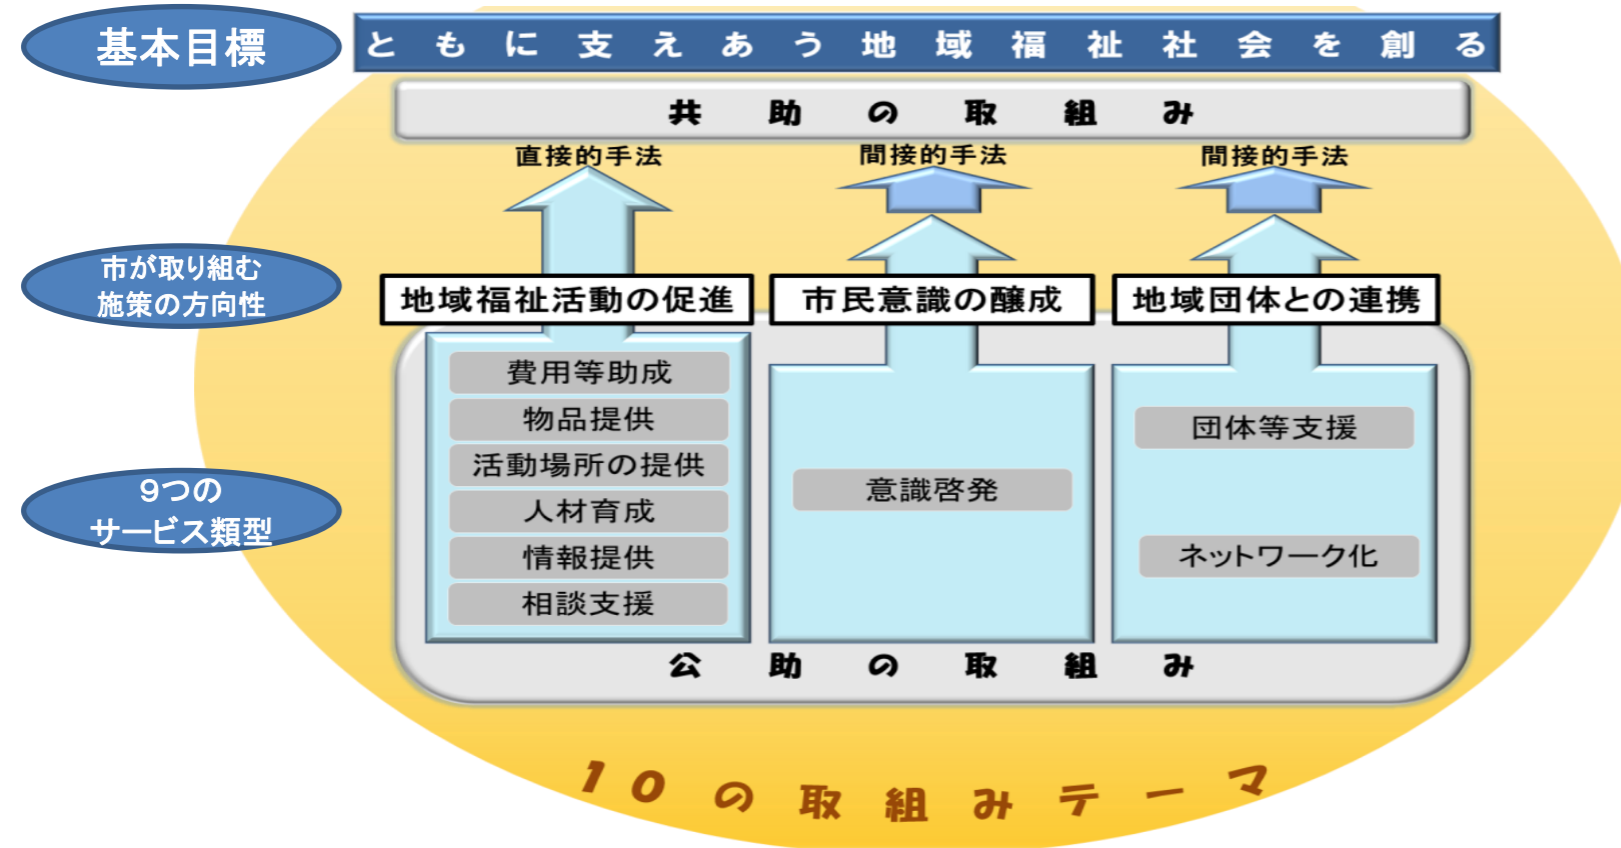 基本目標
ともに支えあう地域福祉社会を創る
共助の取組み
直接的手法
間接的手法
間接的手法
市が取り組む
施策の方向性
地域福祉活動の促進
市民意識の醸成
地域団体との連携
9つの
サービス類型
費用等助成
物品提供
活動場所の提供
人材育成
情報提供
相談支援
意識啓発
団体等支援
ネットワーク化
公助の取組み
10の取組みテーマ